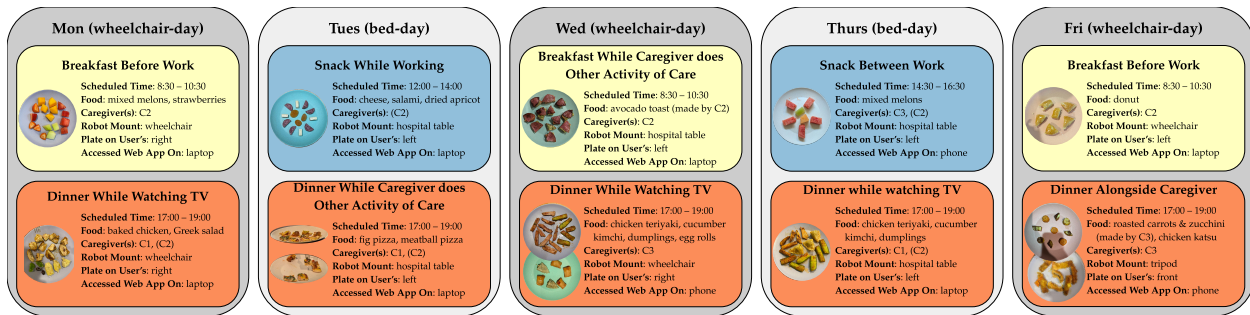 Mon (wheelchair-day)
Breakfast Before Work
Scheduled Time: 8:30 – 10:30
Food: mixed melons, strawberries
Caregiver(s): C2
Robot Mount: wheelchair
Plate on User's: right
Accessed Web App On: laptop
Dinner While Watching TV
Scheduled Time: 17:00 – 19:00
Food: baked chicken, Greek salad
Caregiver(s): C1, (C2)
Robot Mount: wheelchair
Plate on User's: right
Accessed Web App On: laptop
Tues (bed-day)
Snack While Working
Scheduled Time: 12:00 – 14:00
Food: cheese, salami, dried apricot
Caregiver(s): (C2)
Robot Mount: hospital table
Plate on User's: left
Accessed Web App On: laptop
Dinner While Caregiver does
Other Activity of Care
Scheduled Time: 17:00 – 19:00
Food: fig pizza, meatball pizza
Caregiver(s): C1, (C2)
Robot Mount: hospital table
Plate on User's: left
Accessed Web App On: laptop
Wed (wheelchair-day)
Breakfast While Caregiver does
Other Activity of Care
Scheduled Time: 8:30 – 10:30
Food: avocado toast (made by C2)
Caregiver(s): C2
Robot Mount: hospital table
Plate on User's: left
Accessed Web App On: laptop
Dinner While Watching TV
Scheduled Time: 17:00 – 19:00
Food: chicken teriyaki, cucumber
kimchi, dumplings, egg rolls
Caregiver(s): C3
Robot Mount: wheelchair
Plate on User's: right
Accessed Web App On: phone
Thurs (bed-day)
Snack Between Work
Scheduled Time: 14:30 – 16:30
Food: mixed melons
Caregiver(s): C3, (C2)
Robot Mount: hospital table
Plate on User's: left
Accessed Web App On: phone
Dinner while watching TV
Scheduled Time: 17:00 – 19:00
Food: chicken teriyaki, cucumber
kimchi, dumplings
Caregiver(s): C1, (C2)
Robot Mount: hospital table
Plate on User's: left
Accessed Web App On: laptop
Fri (wheelchair-day)
Breakfast Before Work
Scheduled Time: 8:30 – 10:30
Food: donut
Caregiver(s): C2
Robot Mount: wheelchair
Plate on User's: right
Accessed Web App On: laptop
Dinner Alongside Caregiver
Scheduled Time: 17:00 – 19:00
Food: roasted carrots & zucchini
(made by C3), chicken katsu
Caregiver(s): C3
Robot Mount: tripod
Plate on User's: front
Accessed Web App On: phone